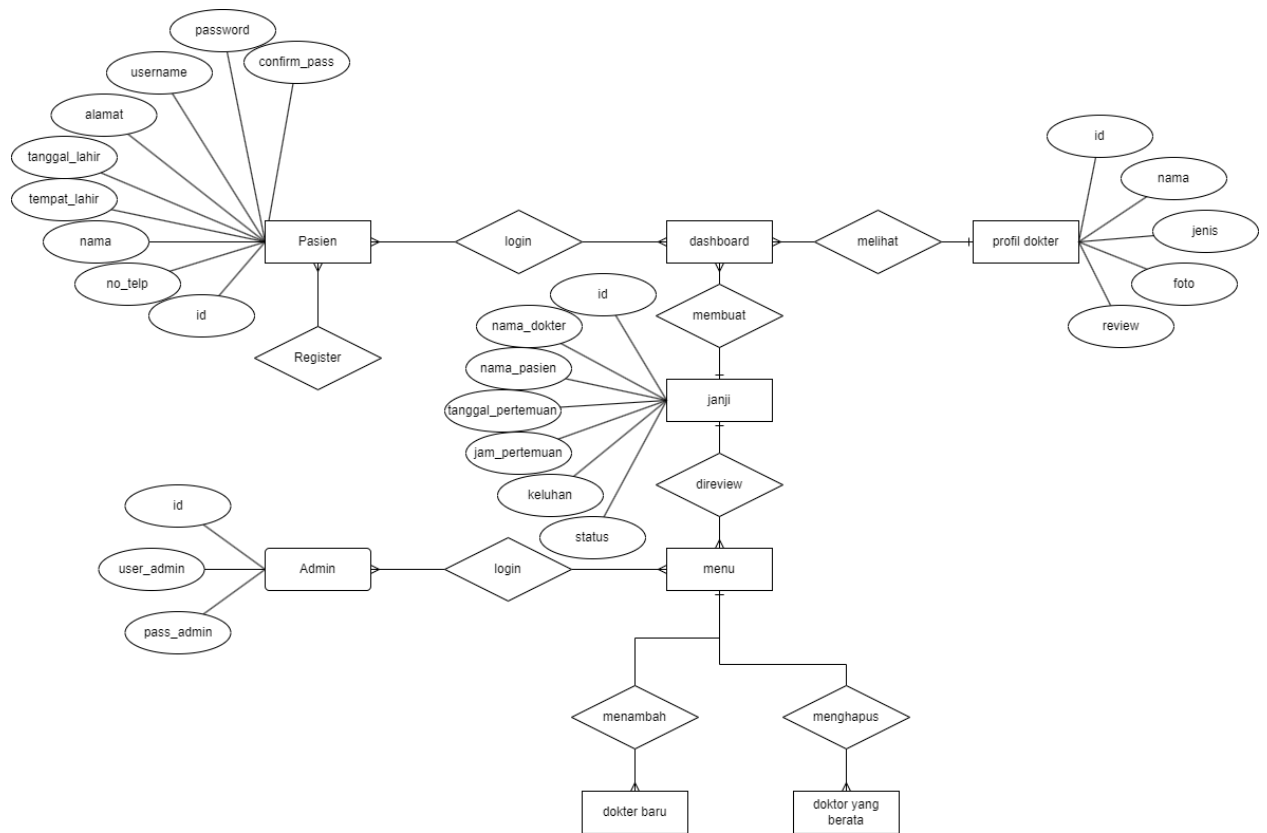 password
confirm_pass
username
alamat
tanggal_lahir
tempat_lahir
nama
no_telp
id
Pasien
login
dashboard
melihat
profil dokter
id
nama
jenis
foto
review
Register
membuat
id
nama_dokter
nama_pasien
tanggal_pertemuan
jam_pertemuan
keluhan
status
janji
direview
id
user_admin
pass_admin
Admin
login
menu
menambah
menghapus
dokter baru
doktor yang
berata